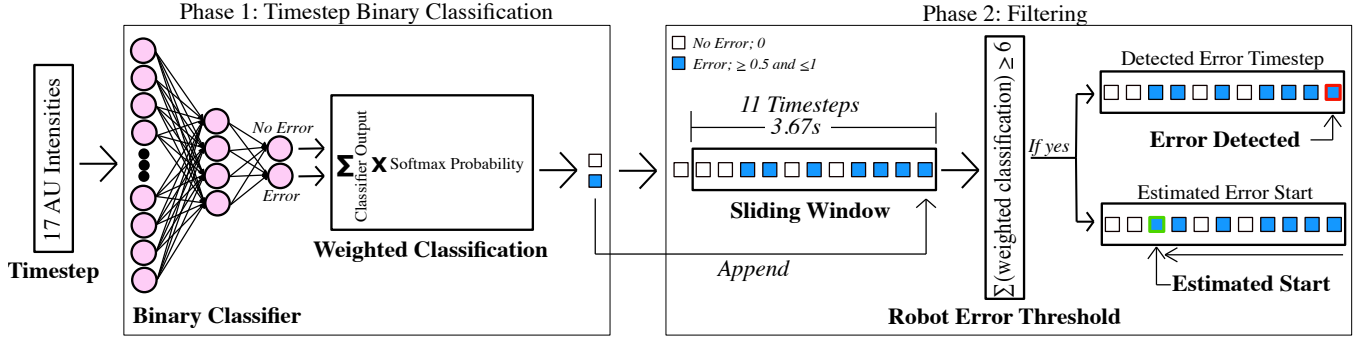 Phase 1: Timestep Binary Classification
17 AU Intensities
Timestep
No Error
Error
Σ
Classifier Output
X
Softmax Probability
Weighted Classification
Binary Classifier
Phase 2: Filtering
No Error; 0
Error; ≥ 0.5 and ≤1
11 Timesteps
3.67s
Sliding Window
Append
∑(weighted classification) ≥ 6
Robot Error Threshold
If yes
Detected Error Timestep
Error Detected
Estimated Error Start
Estimated Start